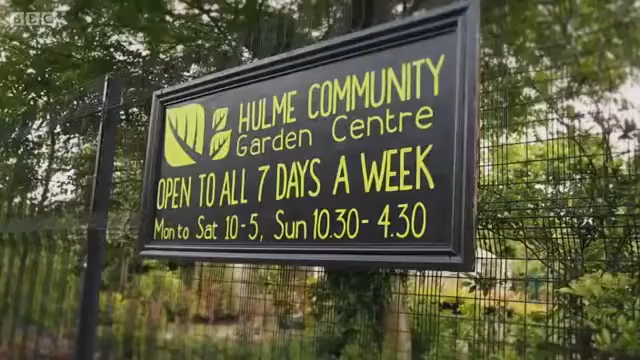 BBC
HULME COMMUNITY
Garden Centre
OPEN TO ALL 7 DAYS A WEEK
Mon to Sat 10-5, Sun 10.30-4.30